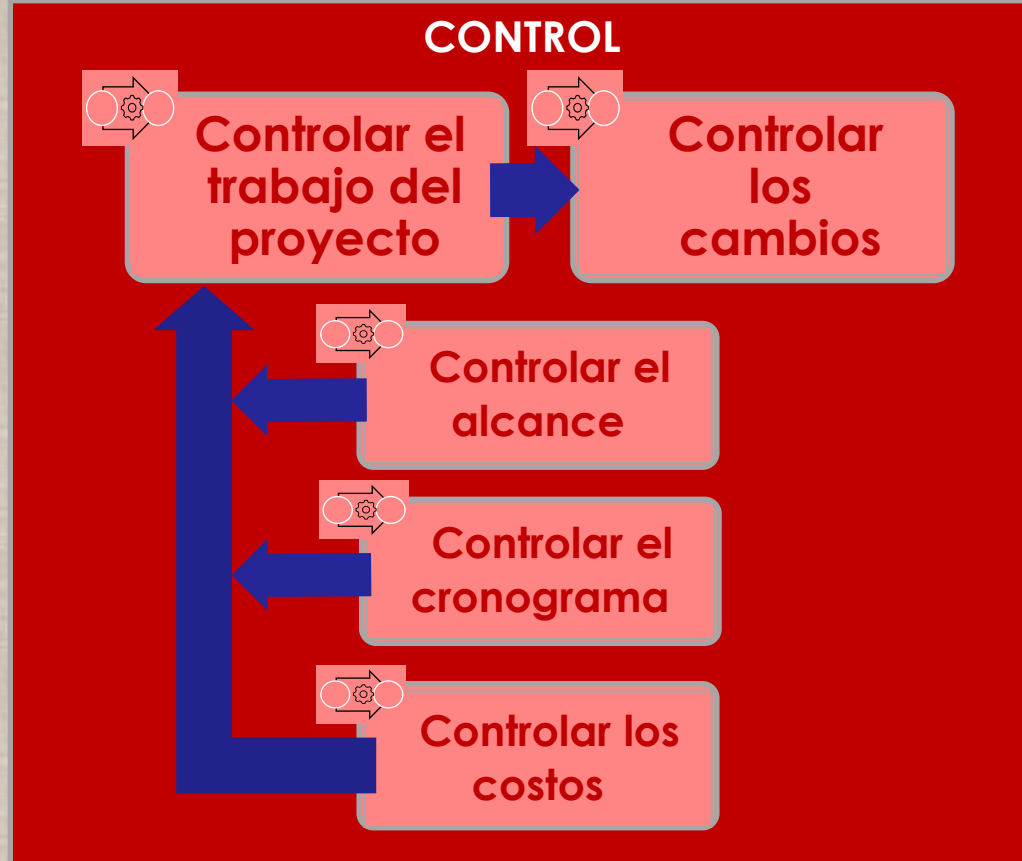 CONTROL
Controlar el
trabajo del
proyecto
Controlar
los
cambios
Controlar el
alcance
Controlar el
cronograma
Controlar los
costos